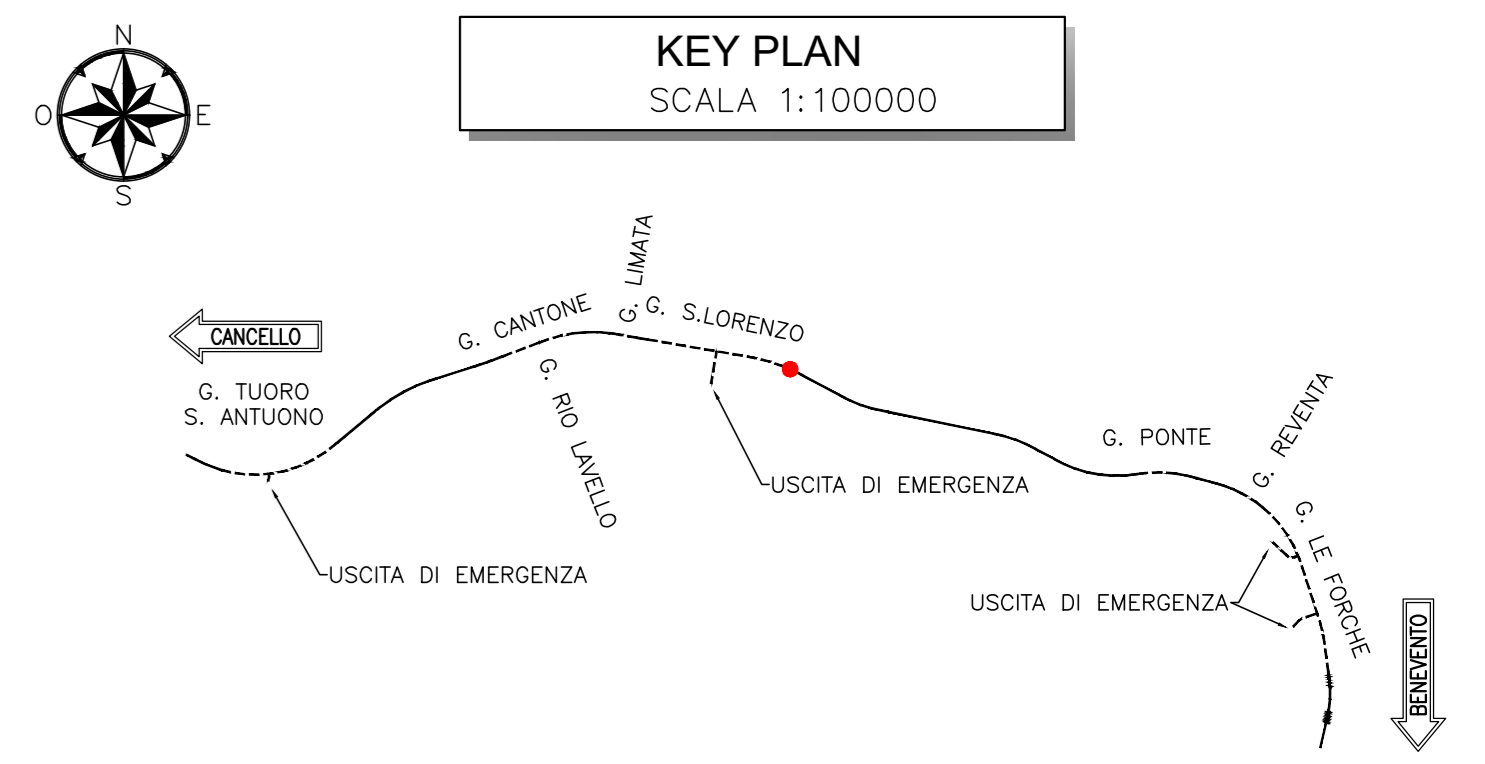 N
O
E
S
KEY PLAN
SCALA 1:100000
CANCELLO
G. TUORO
S. ANTUONO
G. CANTONE
G. LIMATA
G. S.LORENZO
G. RIO LAVELLO
USCITA DI EMERGENZA
USCITA DI EMERGENZA
G. PONTE
G. REVENTA
G. LE FORCHE
USCITA DI EMERGENZA
BENEVENTO